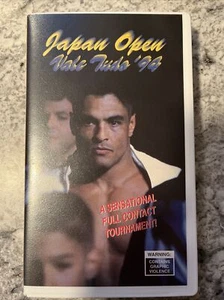 Japan Open
Vale Tudo '94
A SENSATIONAL
FULL CONTACT
TOURNAMENT!
WARNING:
CONTAINS
GRAPHIC
VIOLENCE